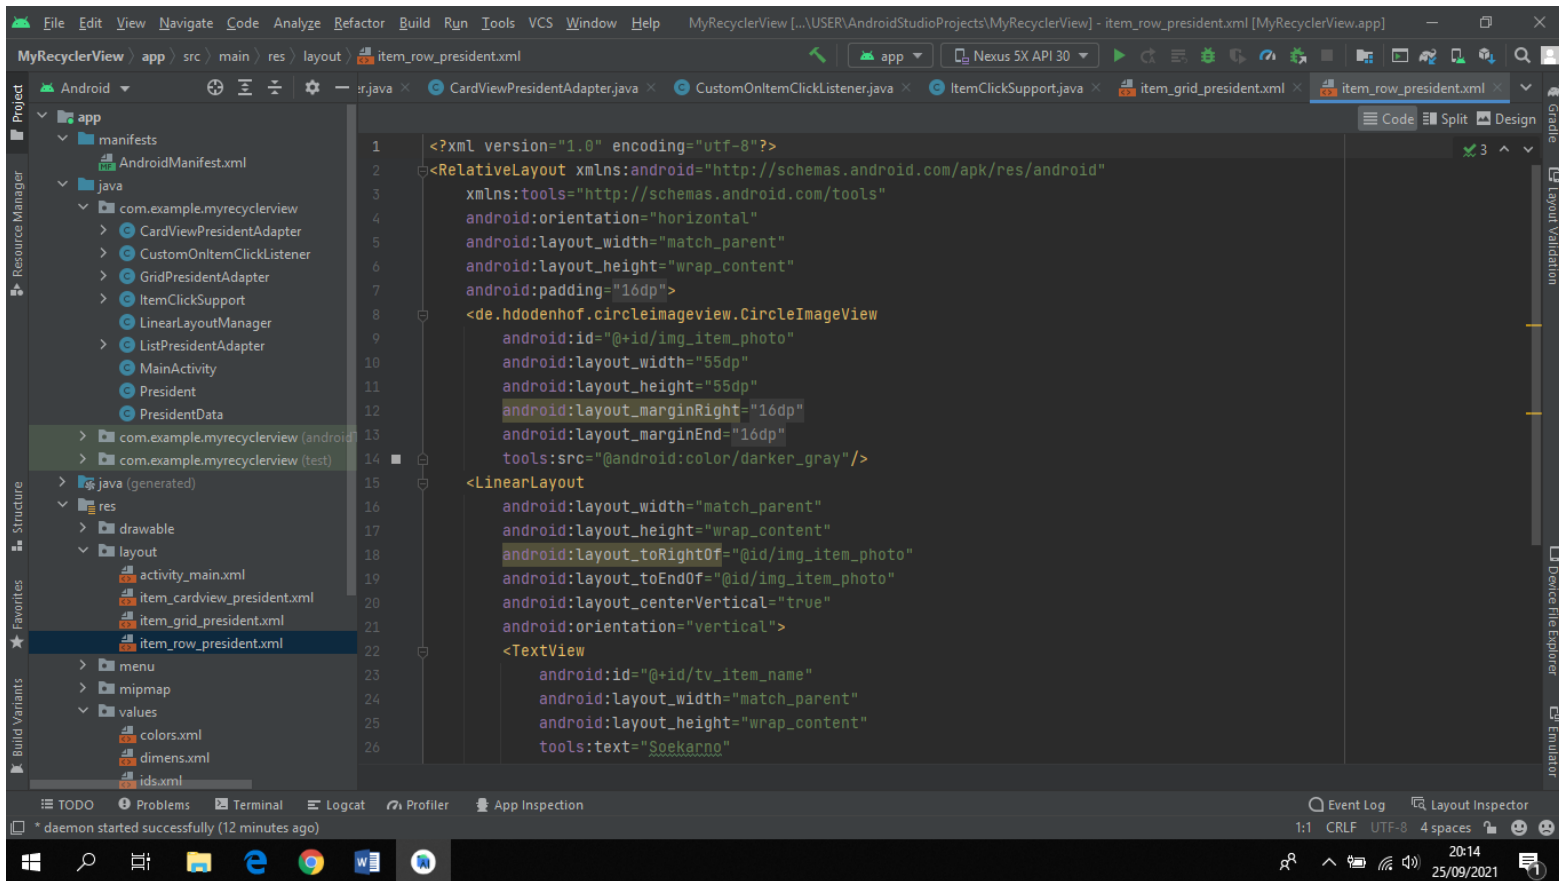 File Edit View Navigate Code Analyze Refactor Build Run Tools VCS Window Help MyRecyclerView [...\USER\AndroidStudioProjects\MyRecyclerView] - item_row_president.xml [MyRecyclerView.app]
MyRecyclerView app src main res layout item_row_president.xml app Nexus 5X API 30
Android er.java CardViewPresidentAdapter.java CustomOnItemClickListener.java ItemClickSupport.java item_grid_president.xml item_row_president.xml
Code Split Design
Project
Resource Manager
Structure
Favorites
Build Variants
app
manifests
AndroidManifest.xml
java
com.example.myrecyclerview
CardViewPresidentAdapter
CustomOnItemClickListener
GridPresidentAdapter
ItemClickSupport
LinearLayoutManager
ListPresidentAdapter
MainActivity
President
PresidentData
com.example.myrecyclerview (androidT
com.example.myrecyclerview (test)
java (generated)
res
drawable
layout
activity_main.xml
item_cardview_president.xml
item_grid_president.xml
item_row_president.xml
menu
mipmap
values
colors.xml
dimens.xml
ids.xml
1 <?xml version="1.0" encoding="utf-8"?>
2 <RelativeLayout xmlns:android="http://schemas.android.com/apk/res/android"
3 xmlns:tools="http://schemas.android.com/tools"
4 android:orientation="horizontal"
5 android:layout_width="match_parent"
6 android:layout_height="wrap_content"
7 android:padding="16dp">
8 <de.hdodenhof.circleimageview.CircleImageView
9 android:id="@+id/img_item_photo"
10 android:layout_width="55dp"
11 android:layout_height="55dp"
12 android:layout_marginRight="16dp"
13 android:layout_marginEnd="16dp"
14 tools:src="@android:color/darker_gray"/>
15 <LinearLayout
16 android:layout_width="match_parent"
17 android:layout_height="wrap_content"
18 android:layout_toRightOf="@id/img_item_photo"
19 android:layout_toEndOf="@id/img_item_photo"
20 android:layout_centerVertical="true"
21 android:orientation="vertical">
22 <TextView
23 android:id="@+id/tv_item_name"
24 android:layout_width="match_parent"
25 android:layout_height="wrap_content"
26 tools:text="Soekarno"
3
Gradle
Layout Validation
Device File Explorer
Emulator
TODO Problems Terminal Logcat Profiler App Inspection Event Log Layout Inspector
* daemon started successfully (12 minutes ago) 1:1 CRLF UTF-8 4 spaces
20:14
25/09/2021
1